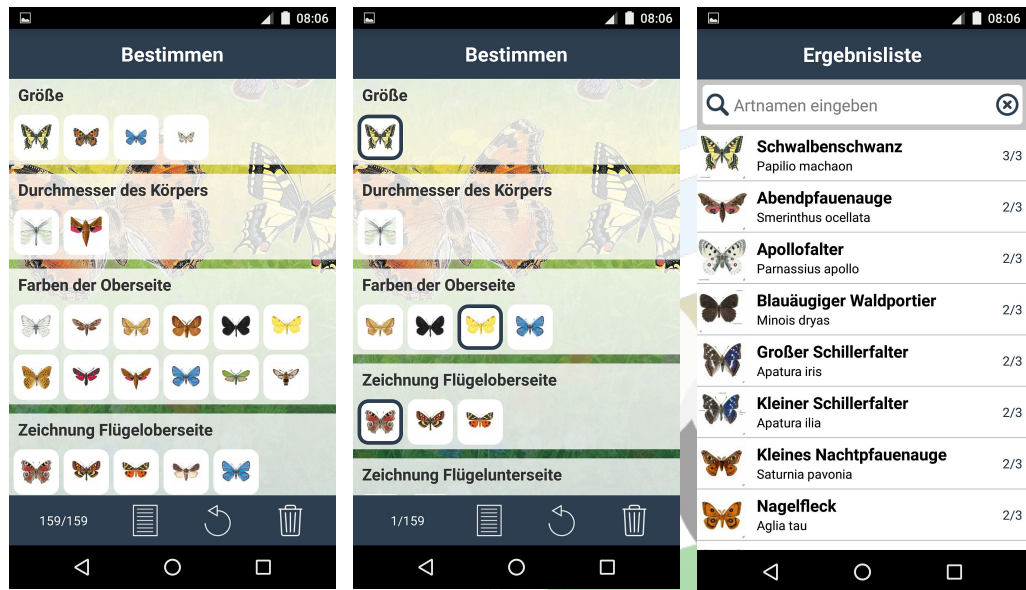 08:06
Bestimmen
Größe
Durchmesser des Körpers
Farben der Oberseite
Zeichnung Flügeloberseite
159/159
08:06
Bestimmen
Größe
Durchmesser des Körpers
Farben der Oberseite
Zeichnung Flügeloberseite
Zeichnung Flügelunterseite
1/159
08:06
Ergebnisliste
Artnamen eingeben
Schwalbenschwanz
Papilio machaon
3/3
Abendpfauenauge
Smerinthus ocellata
2/3
Apollofalter
Parnassius apollo
2/3
Blauäugiger Waldportier
Minois dryas
2/3
Großer Schillerfalter
Apatura iris
2/3
Kleiner Schillerfalter
Apatura ilia
2/3
Kleines Nachtpfauenauge
Saturnia pavonia
2/3
Nagelfleck
Aglia tau
2/3